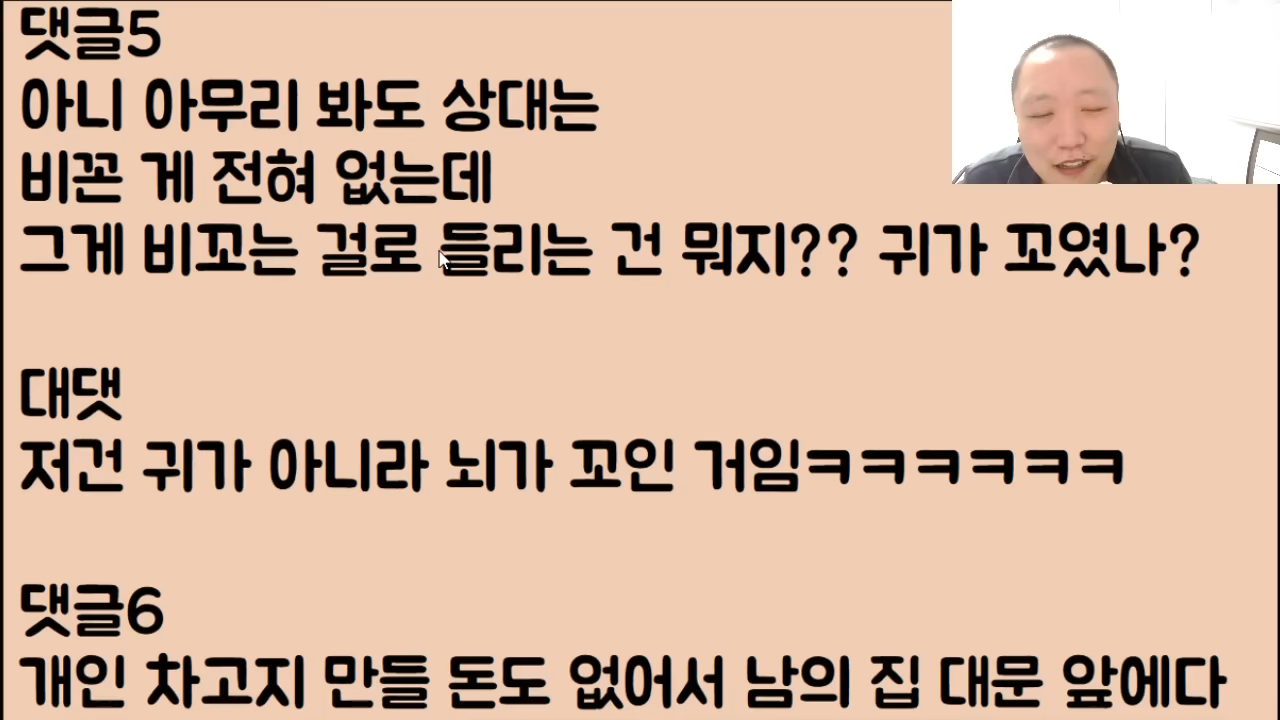 댓글5
아니 아무리 봐도 상대는
비꼰 게 전혀 없는데
그게 비꼬는 걸로 들리는 건 뭐지?? 귀가 꼬였나?
대댓
저건 귀가 아니라 뇌가 꼬인 거임ㅋㅋㅋㅋㅋㅋ
댓글6
개인 차고지 만들 돈도 없어서 남의 집 대문 앞에다